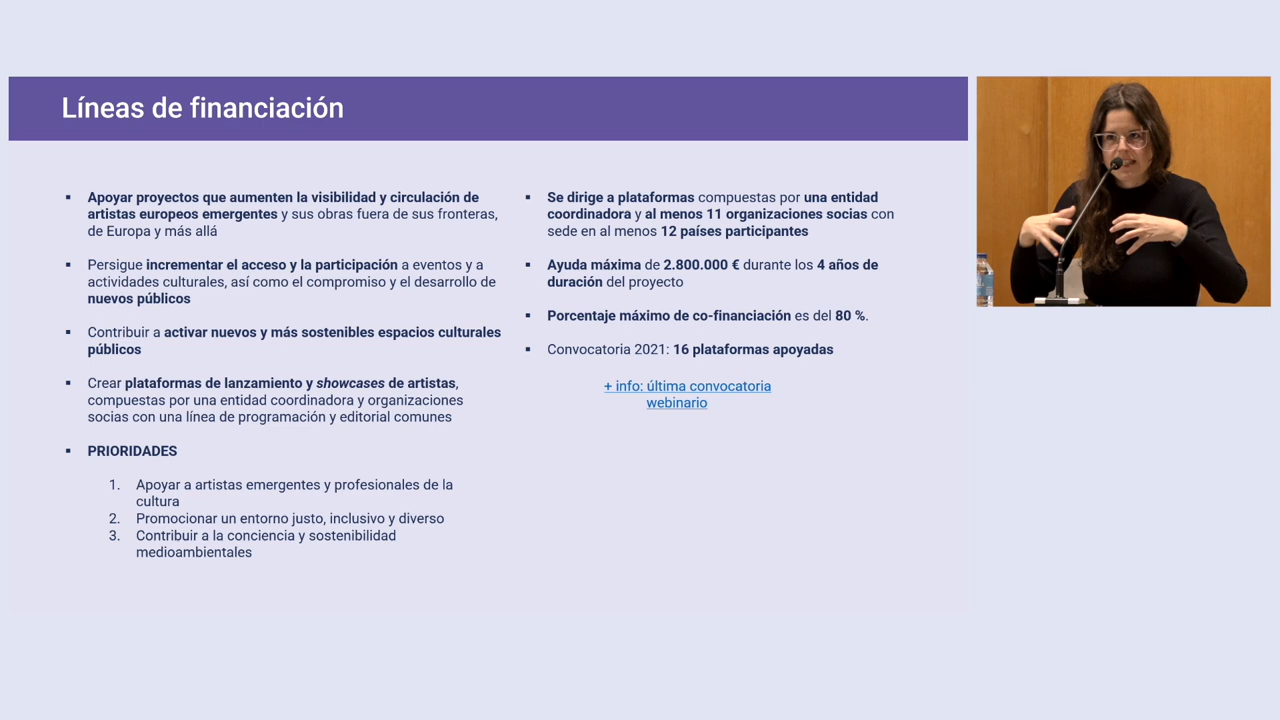 Líneas de financiación
▪ Apoyar proyectos que aumenten la visibilidad y circulación de
artistas europeos emergentes y sus obras fuera de sus fronteras,
de Europa y más allá
▪ Persigue incrementar el acceso y la participación a eventos y a
actividades culturales, así como el compromiso y el desarrollo de
nuevos públicos
▪ Contribuir a activar nuevos y más sostenibles espacios culturales
públicos
▪ Crear plataformas de lanzamiento y showcases de artistas,
compuestas por una entidad coordinadora y organizaciones
socias con una línea de programación y editorial comunes
▪ PRIORIDADES
1. Apoyar a artistas emergentes y profesionales de la
cultura
2. Promocionar un entorno justo, inclusivo y diverso
3. Contribuir a la conciencia y sostenibilidad
medioambientales
▪ Se dirige a plataformas compuestas por una entidad
coordinadora y al menos 11 organizaciones socias con
sede en al menos 12 países participantes
▪ Ayuda máxima de 2.800.000 € durante los 4 años de
duración del proyecto
▪ Porcentaje máximo de co-financiación es del 80 %.
▪ Convocatoria 2021: 16 plataformas apoyadas
+ info: última convocatoria
webinario